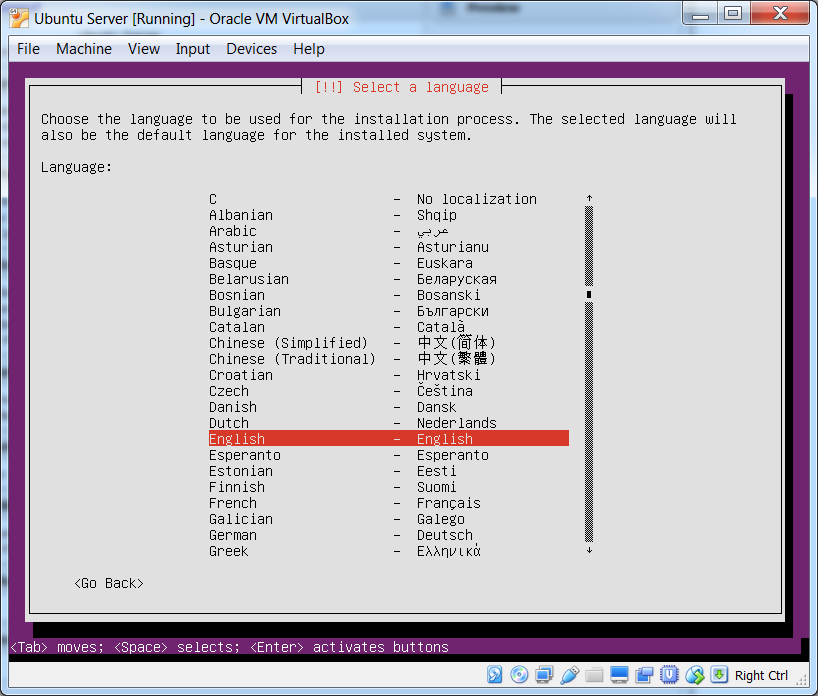 Ubuntu Server [Running] - Oracle VM VirtualBox
File Machine View Input Devices Help
[!!] Select a language
Choose the language to be used for the installation process. The selected language will
also be the default language for the installed system.
Language:
C - No localization
Albanian - Shqip
Arabic - عربي
Asturian - Asturianu
Basque - Euskara
Belarusian - Беларуская
Bosnian - Bosanski
Bulgarian - Български
Catalan - Català
Chinese (Simplified) - 中文(简体)
Chinese (Traditional) - 中文(繁體)
Croatian - Hrvatski
Czech - Čeština
Danish - Dansk
Dutch - Nederlands
English - English
Esperanto - Esperanto
Estonian - Eesti
Finnish - Suomi
French - Français
Galician - Galego
German - Deutsch
Greek - Ελληνικά
<Go Back>
<Tab> moves; <Space> selects; <Enter> activates buttons
Right Ctrl